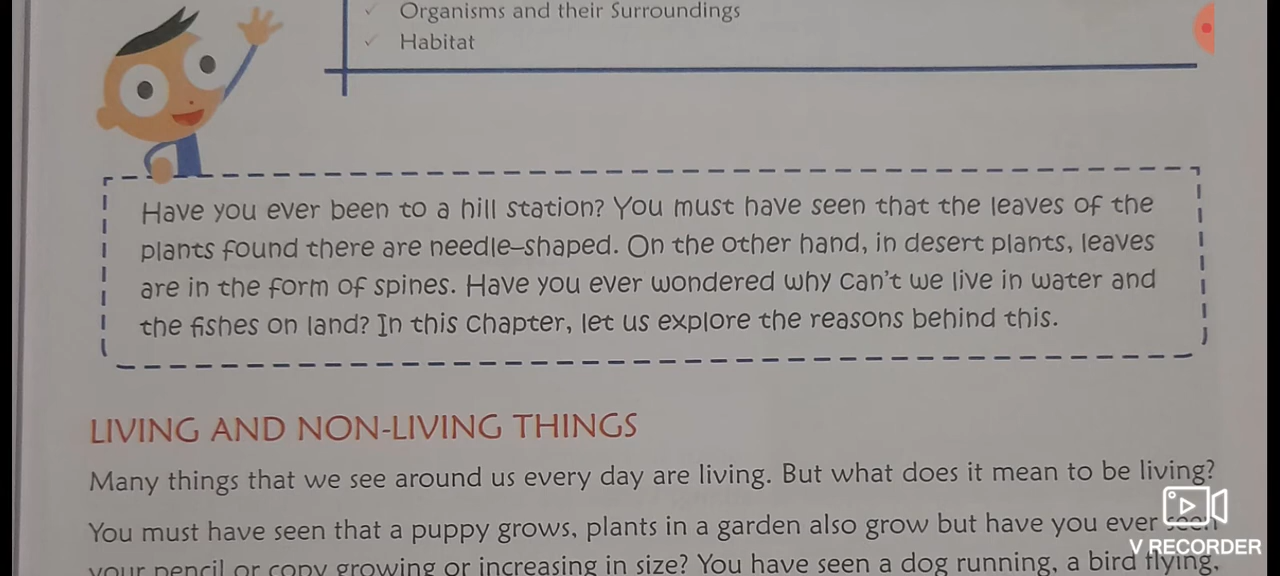 Organisms and their Surroundings
Habitat
Have you ever been to a hill station? You must have seen that the leaves of the
plants found there are needle-shaped. On the other hand, in desert plants, leaves
are in the form of spines. Have you ever wondered why can't we live in water and
the fishes on land? In this Chapter, let us explore the reasons behind this.
LIVING AND NON-LIVING THINGS
Many things that we see around us every day are living. But what does it mean to be living?
You must have seen that a puppy grows, plants in a garden also grow but have you ever seen
your pencil or copy growing or increasing in size? You have seen a dog running, a bird flying,
V RECORDER